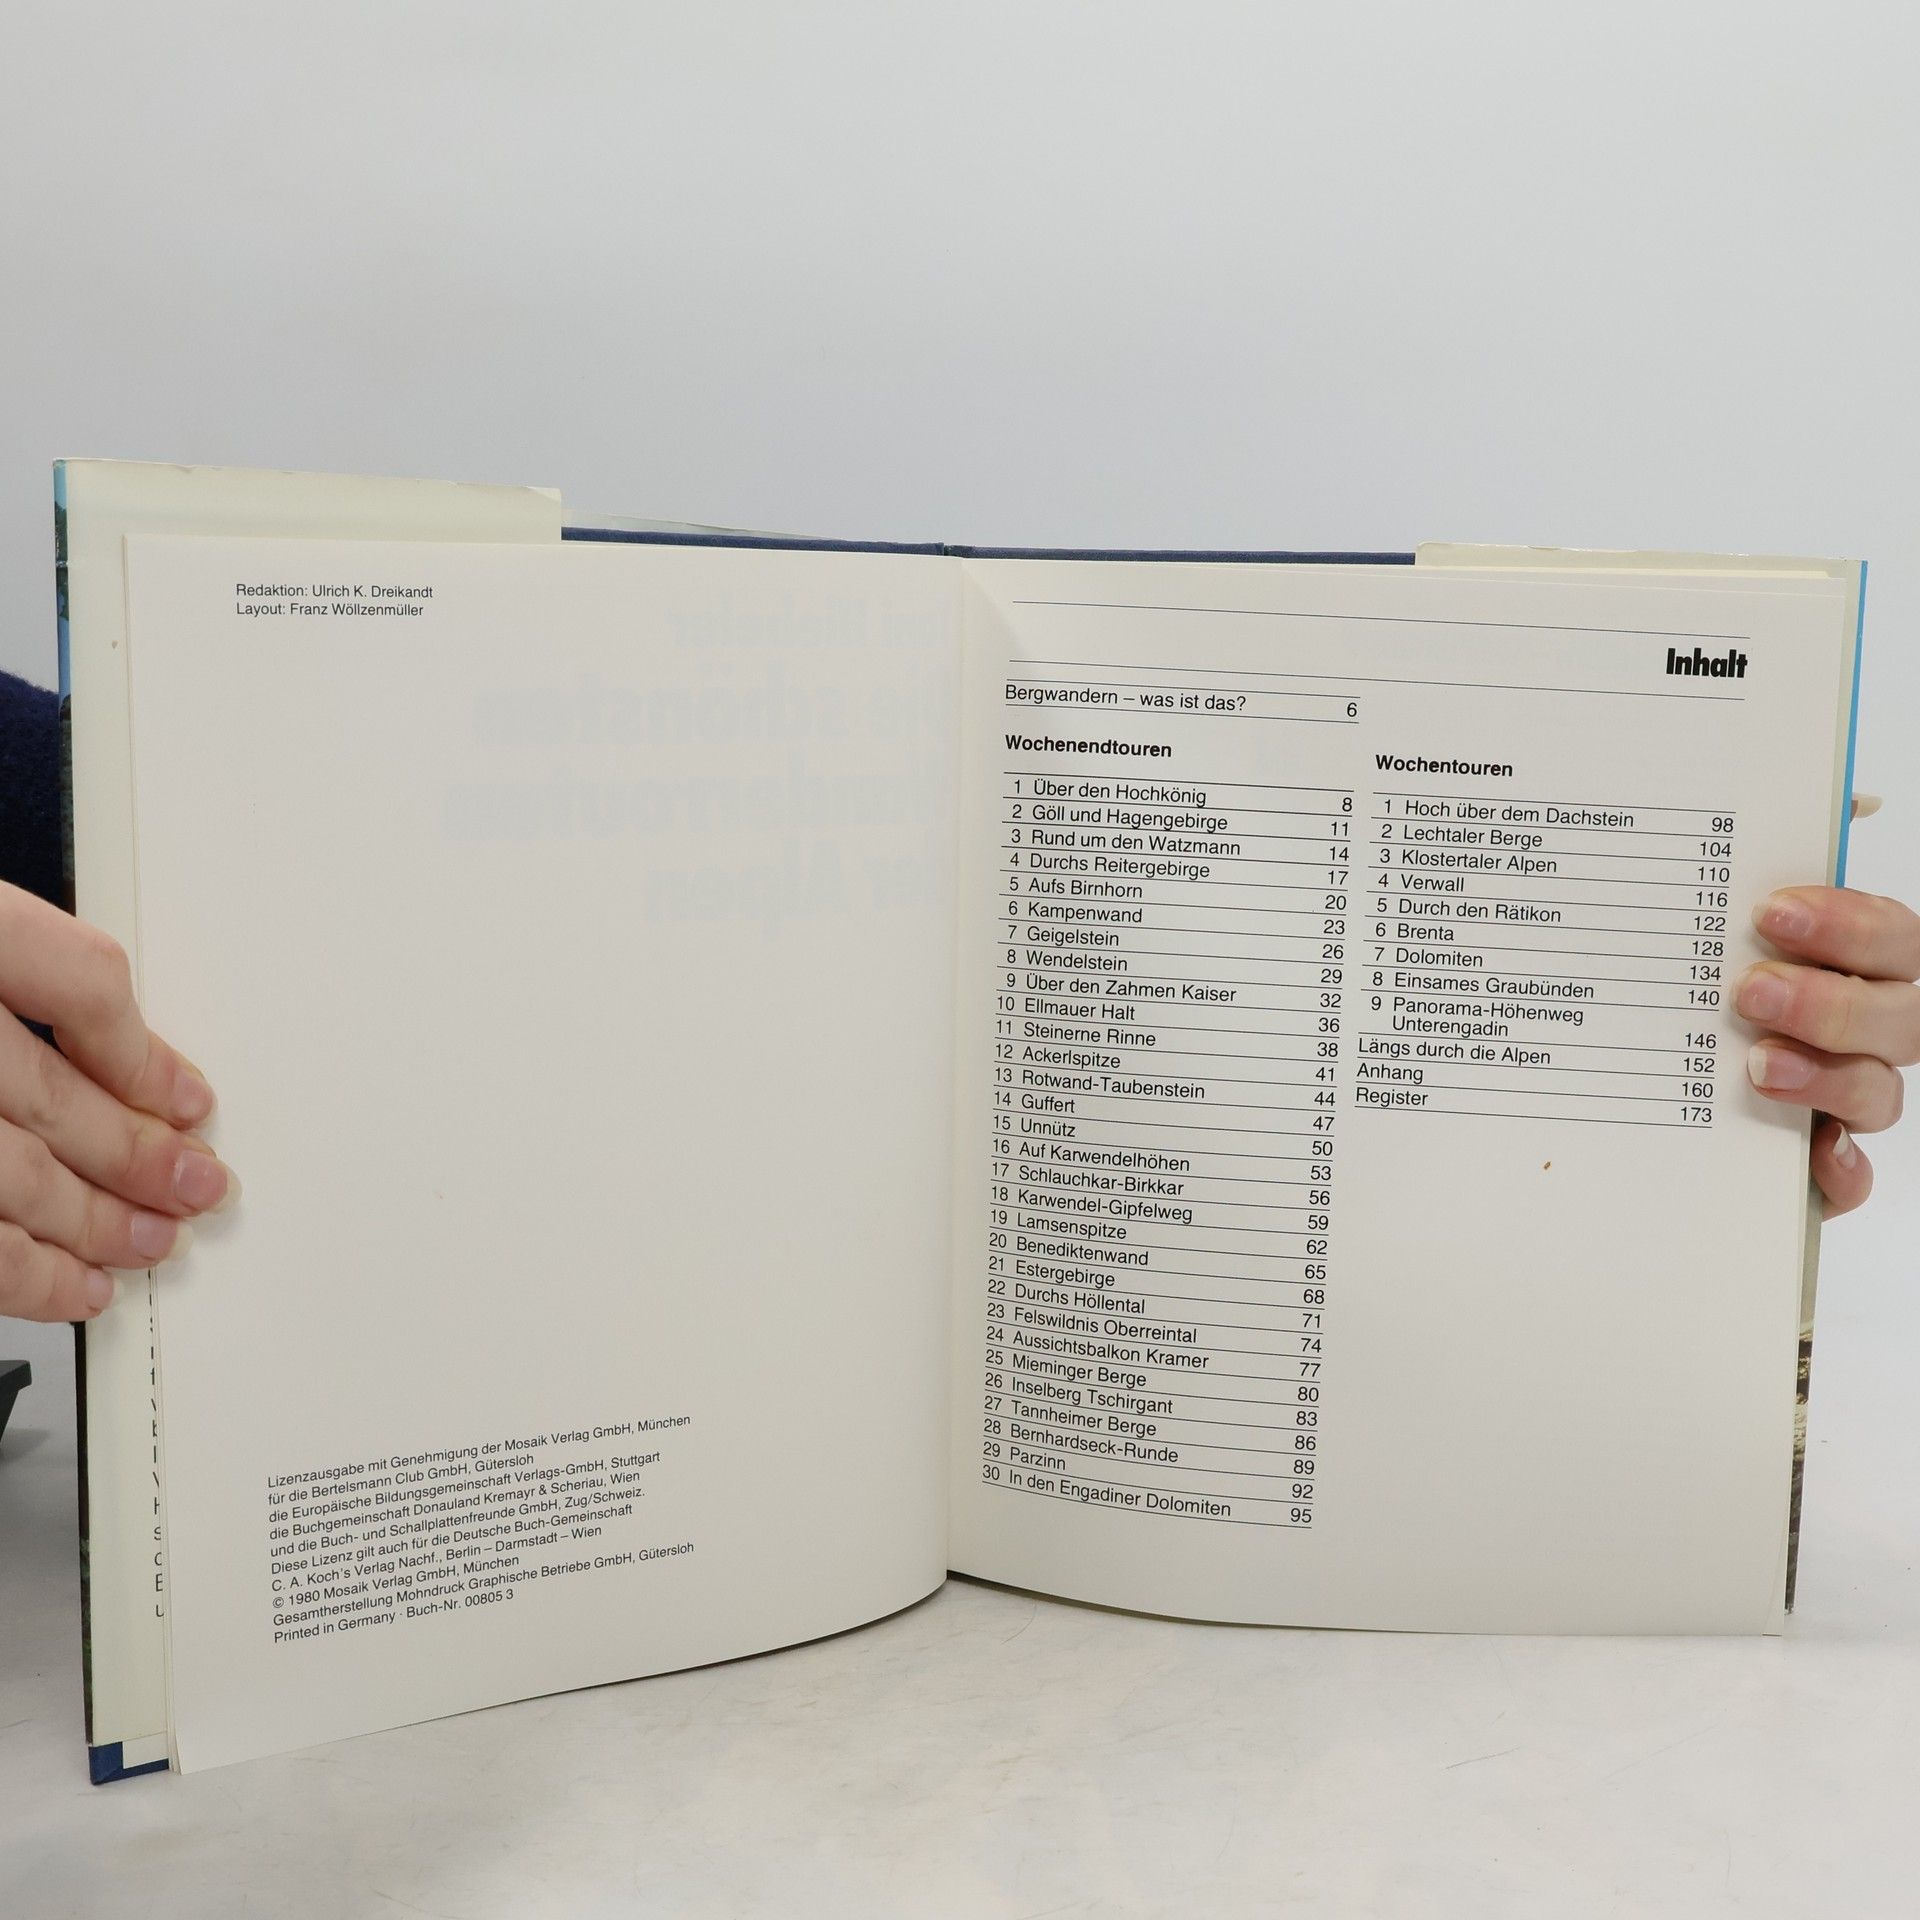 Redaktion: Ulrich K. Dreikandt
Layout: Franz Wöllzenmüller
Lizenzausgabe mit Genehmigung der Mosaik Verlag GmbH, München
für die Bertelsmann Club GmbH, Gütersloh
die Europäische Bildungsgemeinschaft Verlags-GmbH, Stuttgart
die Buchgemeinschaft Donauland Kremayr & Scheriau, Wien
und die Buch- und Schallplattenfreunde GmbH, Zug/Schweiz.
Diese Lizenz gilt auch für die Deutsche Buch-Gemeinschaft
C. A. Koch's Verlag Nachf., Berlin – Darmstadt – Wien
© 1980 Mosaik Verlag GmbH, München
Gesamtherstellung Mohndruck Graphische Betriebe GmbH, Gütersloh
Printed in Germany · Buch-Nr. 00805 3
Inhalt
Bergwandern – was ist das? 6
Wochenendtouren
1 Über den Hochkönig 8
2 Göll und Hagengebirge 11
3 Rund um den Watzmann 14
4 Durchs Reitergebirge 17
5 Aufs Birnhorn 20
6 Kampenwand 23
7 Geigelstein 26
8 Wendelstein 29
9 Über den Zahmen Kaiser 32
10 Ellmauer Halt 36
11 Steinerne Rinne 38
12 Ackerlspitze 41
13 Rotwand-Taubenstein 44
14 Guffert 47
15 Unnütz 50
16 Auf Karwendelhöhen 53
17 Schlauchkar-Birkkar 56
18 Karwendel-Gipfelweg 59
19 Lamsenspitze 62
20 Benediktenwand 65
21 Estergebirge 68
22 Durchs Höllental 71
23 Felswildnis Oberreintal 74
24 Aussichtsbalkon Kramer 77
25 Mieminger Berge 80
26 Inselberg Tschirgant 83
27 Tannheimer Berge 86
28 Bernhardseck-Runde 89
29 Parzinn 92
30 In den Engadiner Dolomiten 95
Wochentouren
1 Hoch über dem Dachstein 98
2 Lechtaler Berge 104
3 Klostertaler Alpen 110
4 Verwall 116
5 Durch den Rätikon 122
6 Brenta 128
7 Dolomiten 134
8 Einsames Graubünden 140
9 Panorama-Höhenweg
Unterengadin 146
Längs durch die Alpen 152
Anhang 160
Register 173